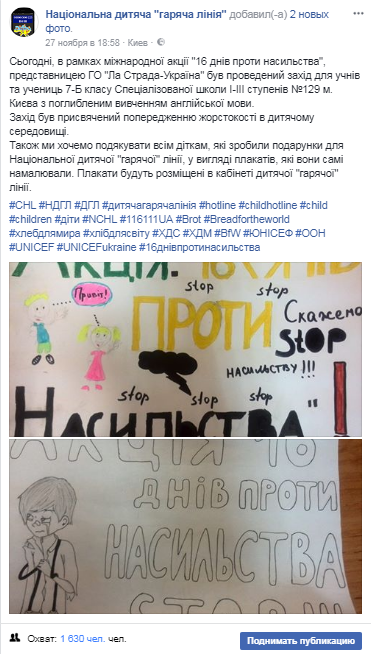 Національна дитяча "гаряча лінія" добавил(-а) 2 новых
фото.
27 ноября в 18:58 · Киев ·
Сьогодні, в рамках міжнародної акції "16 днів проти насильства",
представницею ГО "Ла Страда-Україна" був проведений захід для учнів
та учениць 7-Б класу Спеціалізованої школи І-ІІІ ступенів №129 м.
Києва з поглибленим вивченням англійської мови.
Захід був присвячений попередженню жорстокості в дитячому
середовищі.
Також ми хочемо подякувати всім діткам, які зробили подарунки для
Національної дитячої "гарячої" лінії, у вигляді плакатів, які вони самі
намалювали. Плакати будуть розміщені в кабінеті дитячої "гарячої"
лінії.
#CHL #НДГЛ #ДГЛ #дитячагарячалінія #hotline #childhotline #child
#children #діти #NCHL #116111UA #Brot #Breadfortheworld
#хлебдлямира #хлібдлясвіту #ХДС #ХДМ #BfW #ЮНІСЕФ #ООН
#UNICEF #UNICEFukraine #16днівпротинасильства
Акція:
Привіт!
stop stop
ПРОТИ
Скажемо
STOP
НАСИЛЬСТВУ!!!
stop stop stop
Насильства"!
АКЦІЯ 16
ДНІВ ПРОТИ
НАСИЛЬСТВА
STOP
Охват: 1 630 чел. чел.
Поднимать публикацию